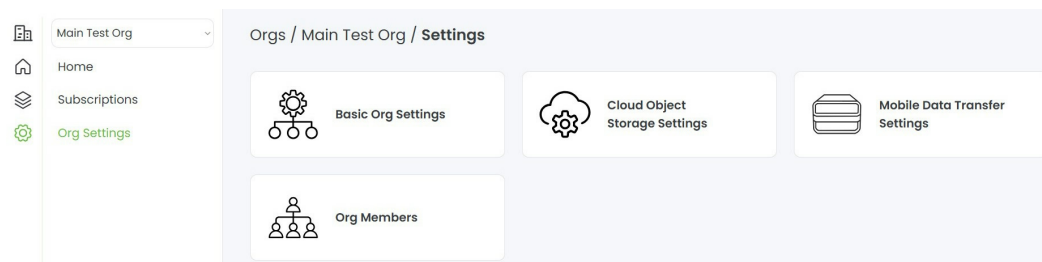 Main Test Org
Home
Subscriptions
Org Settings
Orgs / Main Test Org / Settings
Basic Org Settings
Cloud Object
Storage Settings
Mobile Data Transfer
Settings
Org Members